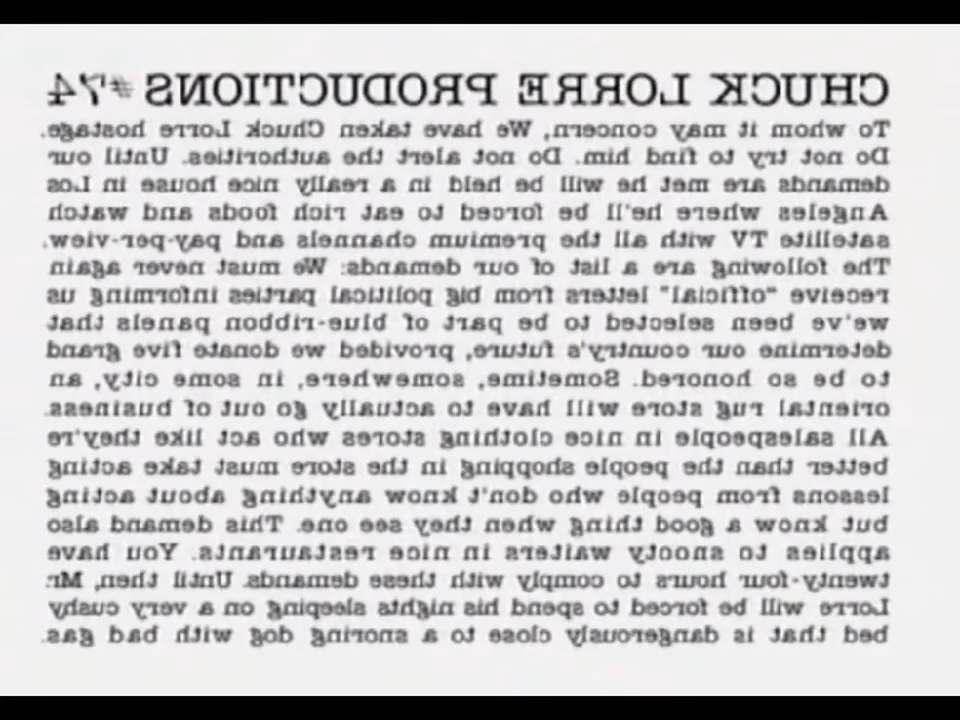 CHUCK LORRE PRODUCTIONS #74
To whom it may concern, We have taken Chuck Lorre hostage.
Do not try to find him. Do not alert the authorities. Until our
demands are met he will be held in a really nice house in Los
Angeles where he'll be forced to eat rich foods and watch
satellite TV with all the premium channels and pay-per-view.
The following are a list of our demands: We must never again
receive "official" letters from big political parties informing us
we've been selected to be part of blue-ribbon panels that
determine our country's future, provided we donate five grand
to be so honored. Sometime, somewhere, in some city, an
oriental rug store will have to actually go out of business.
All salespeople in nice clothing stores who act like they're
better than the people shopping in the store must take acting
lessons from people who don't know anything about acting
but know a good thing when they see one. This demand also
applies to snooty waiters in nice restaurants. You have
twenty-four hours to comply with these demands. Until then, Mr.
Lorre will be forced to spend his nights sleeping on a very cushy
bed that is dangerously close to a snoring dog with bad gas.